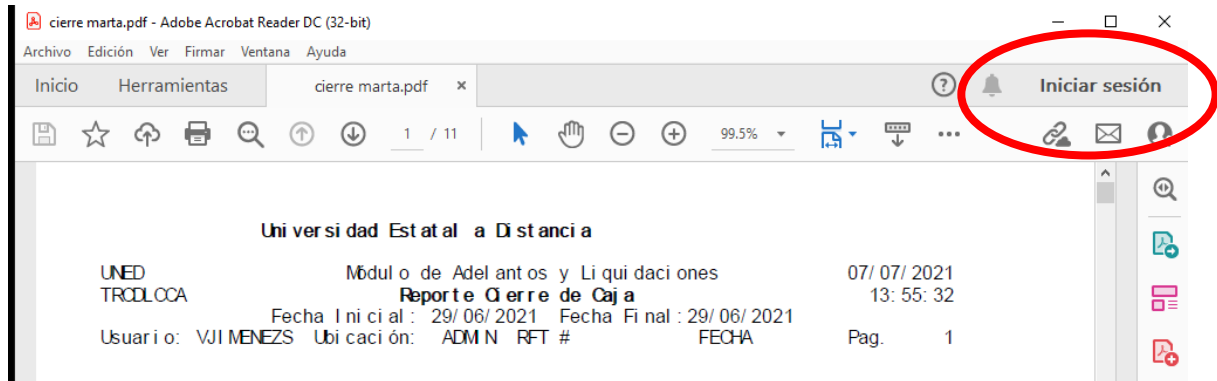 cierre marta.pdf - Adobe Acrobat Reader DC (32-bit)
Archivo Edición Ver Firmar Ventana Ayuda
Inicio Herramientas cierre marta.pdf × ? Iniciar sesión
1 / 11 99.5%
Universidad Estatal a Distancia
UNED Módulo de Adelantos y Liquidaciones 07/07/2021
TRCDLCCA Reporte Cierre de Caja 13:55:32
Fecha Inicial: 29/06/2021 Fecha Final: 29/06/2021
Usuario: VJIMENEZS Ubicación: ADMIN RFT # FECHA Pag. 1